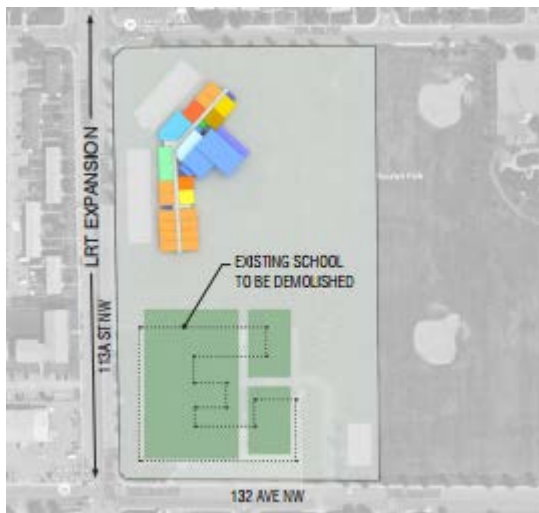 LRT EXPANSION
EXISTING SCHOOL
TO BE DEMOLISHED
113A ST NW
132 AVE NW